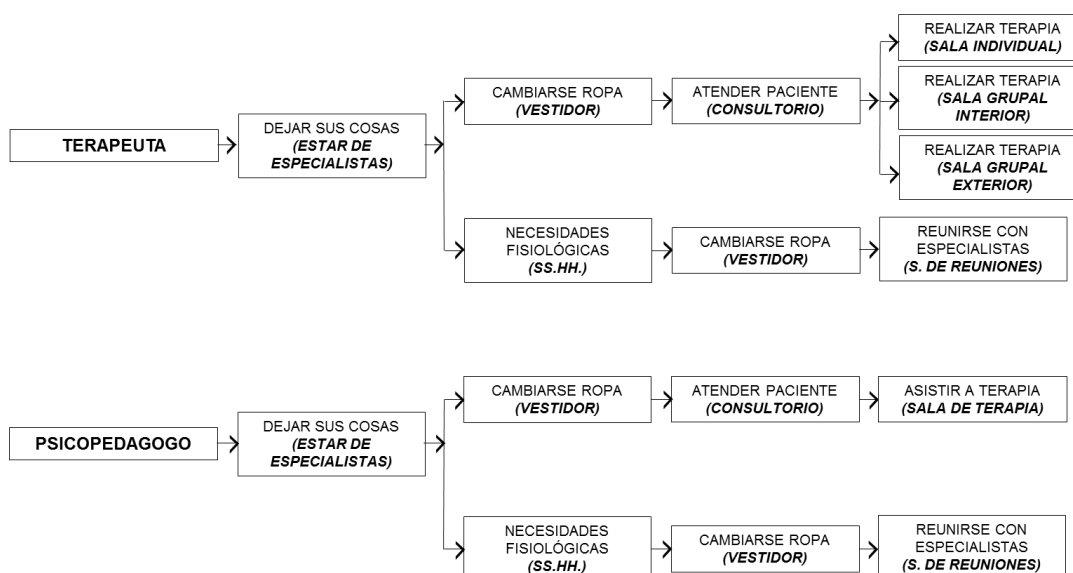 TERAPEUTA
DEJAR SUS COSAS
(ESTAR DE
ESPECIALISTAS)
CAMBIARSE ROPA
(VESTIDOR)
ATENDER PACIENTE
(CONSULTORIO)
REALIZAR TERAPIA
(SALA INDIVIDUAL)
REALIZAR TERAPIA
(SALA GRUPAL
INTERIOR)
REALIZAR TERAPIA
(SALA GRUPAL
EXTERIOR)
NECESIDADES
FISIOLÓGICAS
(SS.HH.)
CAMBIARSE ROPA
(VESTIDOR)
REUNIRSE CON
ESPECIALISTAS
(S. DE REUNIONES)
PSICOPEDAGOGO
DEJAR SUS COSAS
(ESTAR DE
ESPECIALISTAS)
CAMBIARSE ROPA
(VESTIDOR)
ATENDER PACIENTE
(CONSULTORIO)
ASISTIR A TERAPIA
(SALA DE TERAPIA)
NECESIDADES
FISIOLÓGICAS
(SS.HH.)
CAMBIARSE ROPA
(VESTIDOR)
REUNIRSE CON
ESPECIALISTAS
(S. DE REUNIONES)